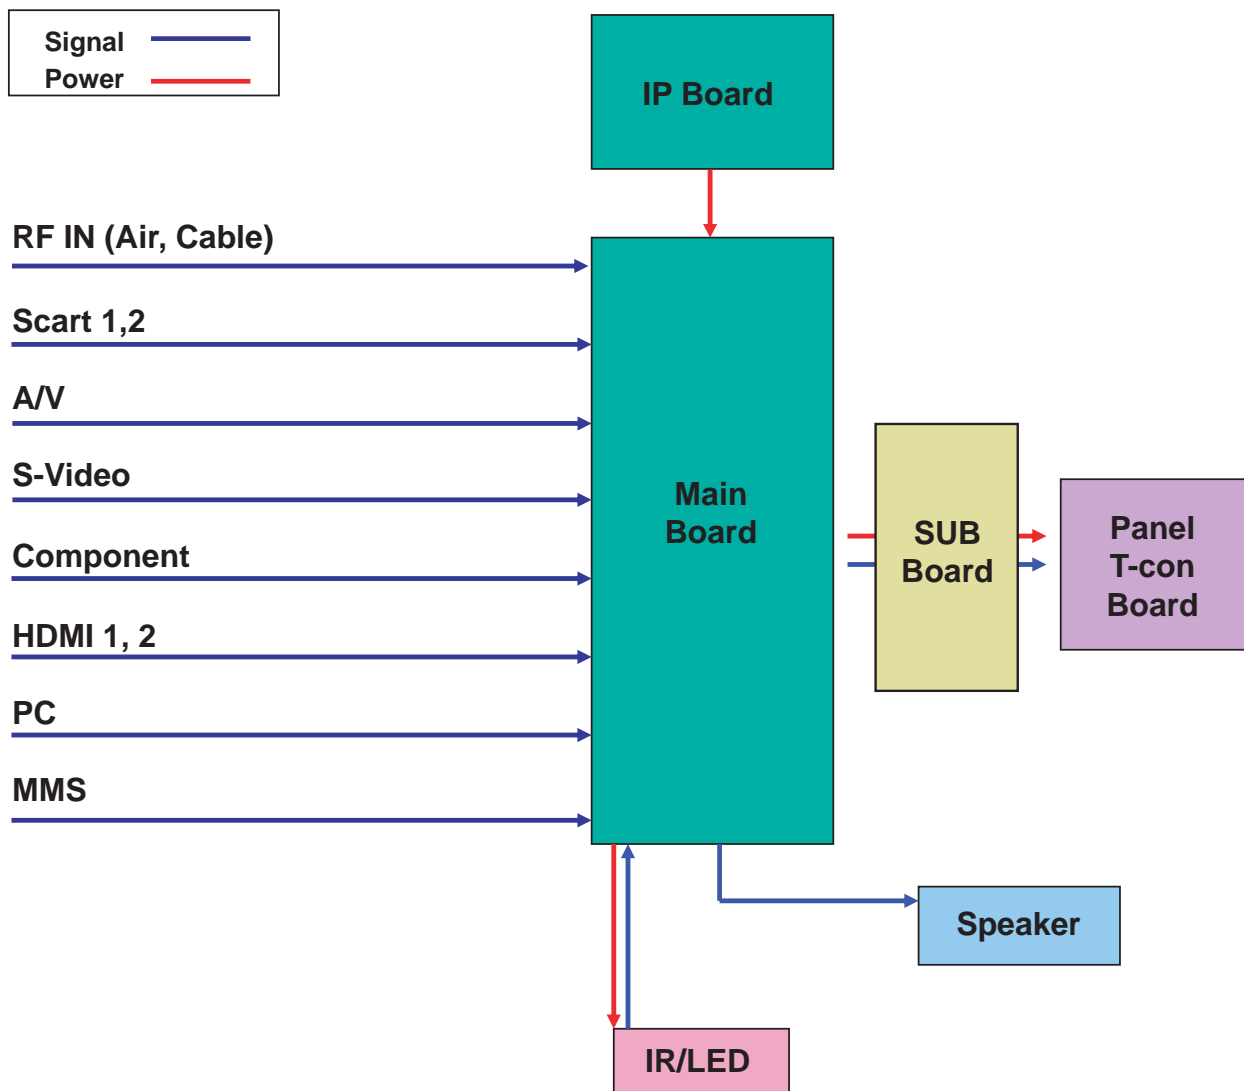 Signal
Power
IP Board
RF IN (Air, Cable)
Scart 1,2
A/V
S-Video
Component
HDMI 1, 2
PC
MMS
Main
Board
SUB
Board
Panel
T-con
Board
Speaker
IR/LED